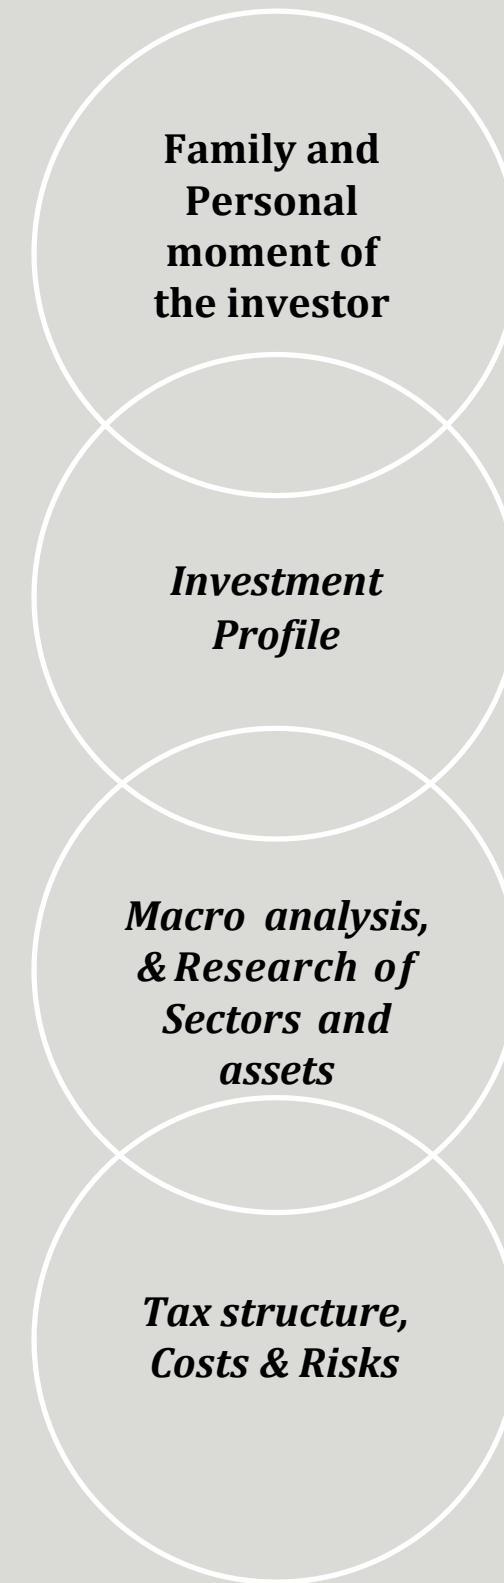 Family and
Personal
moment of
the investor
Investment
Profile
Macro analysis,
& Research of
Sectors and
assets
Tax structure,
Costs & Risks